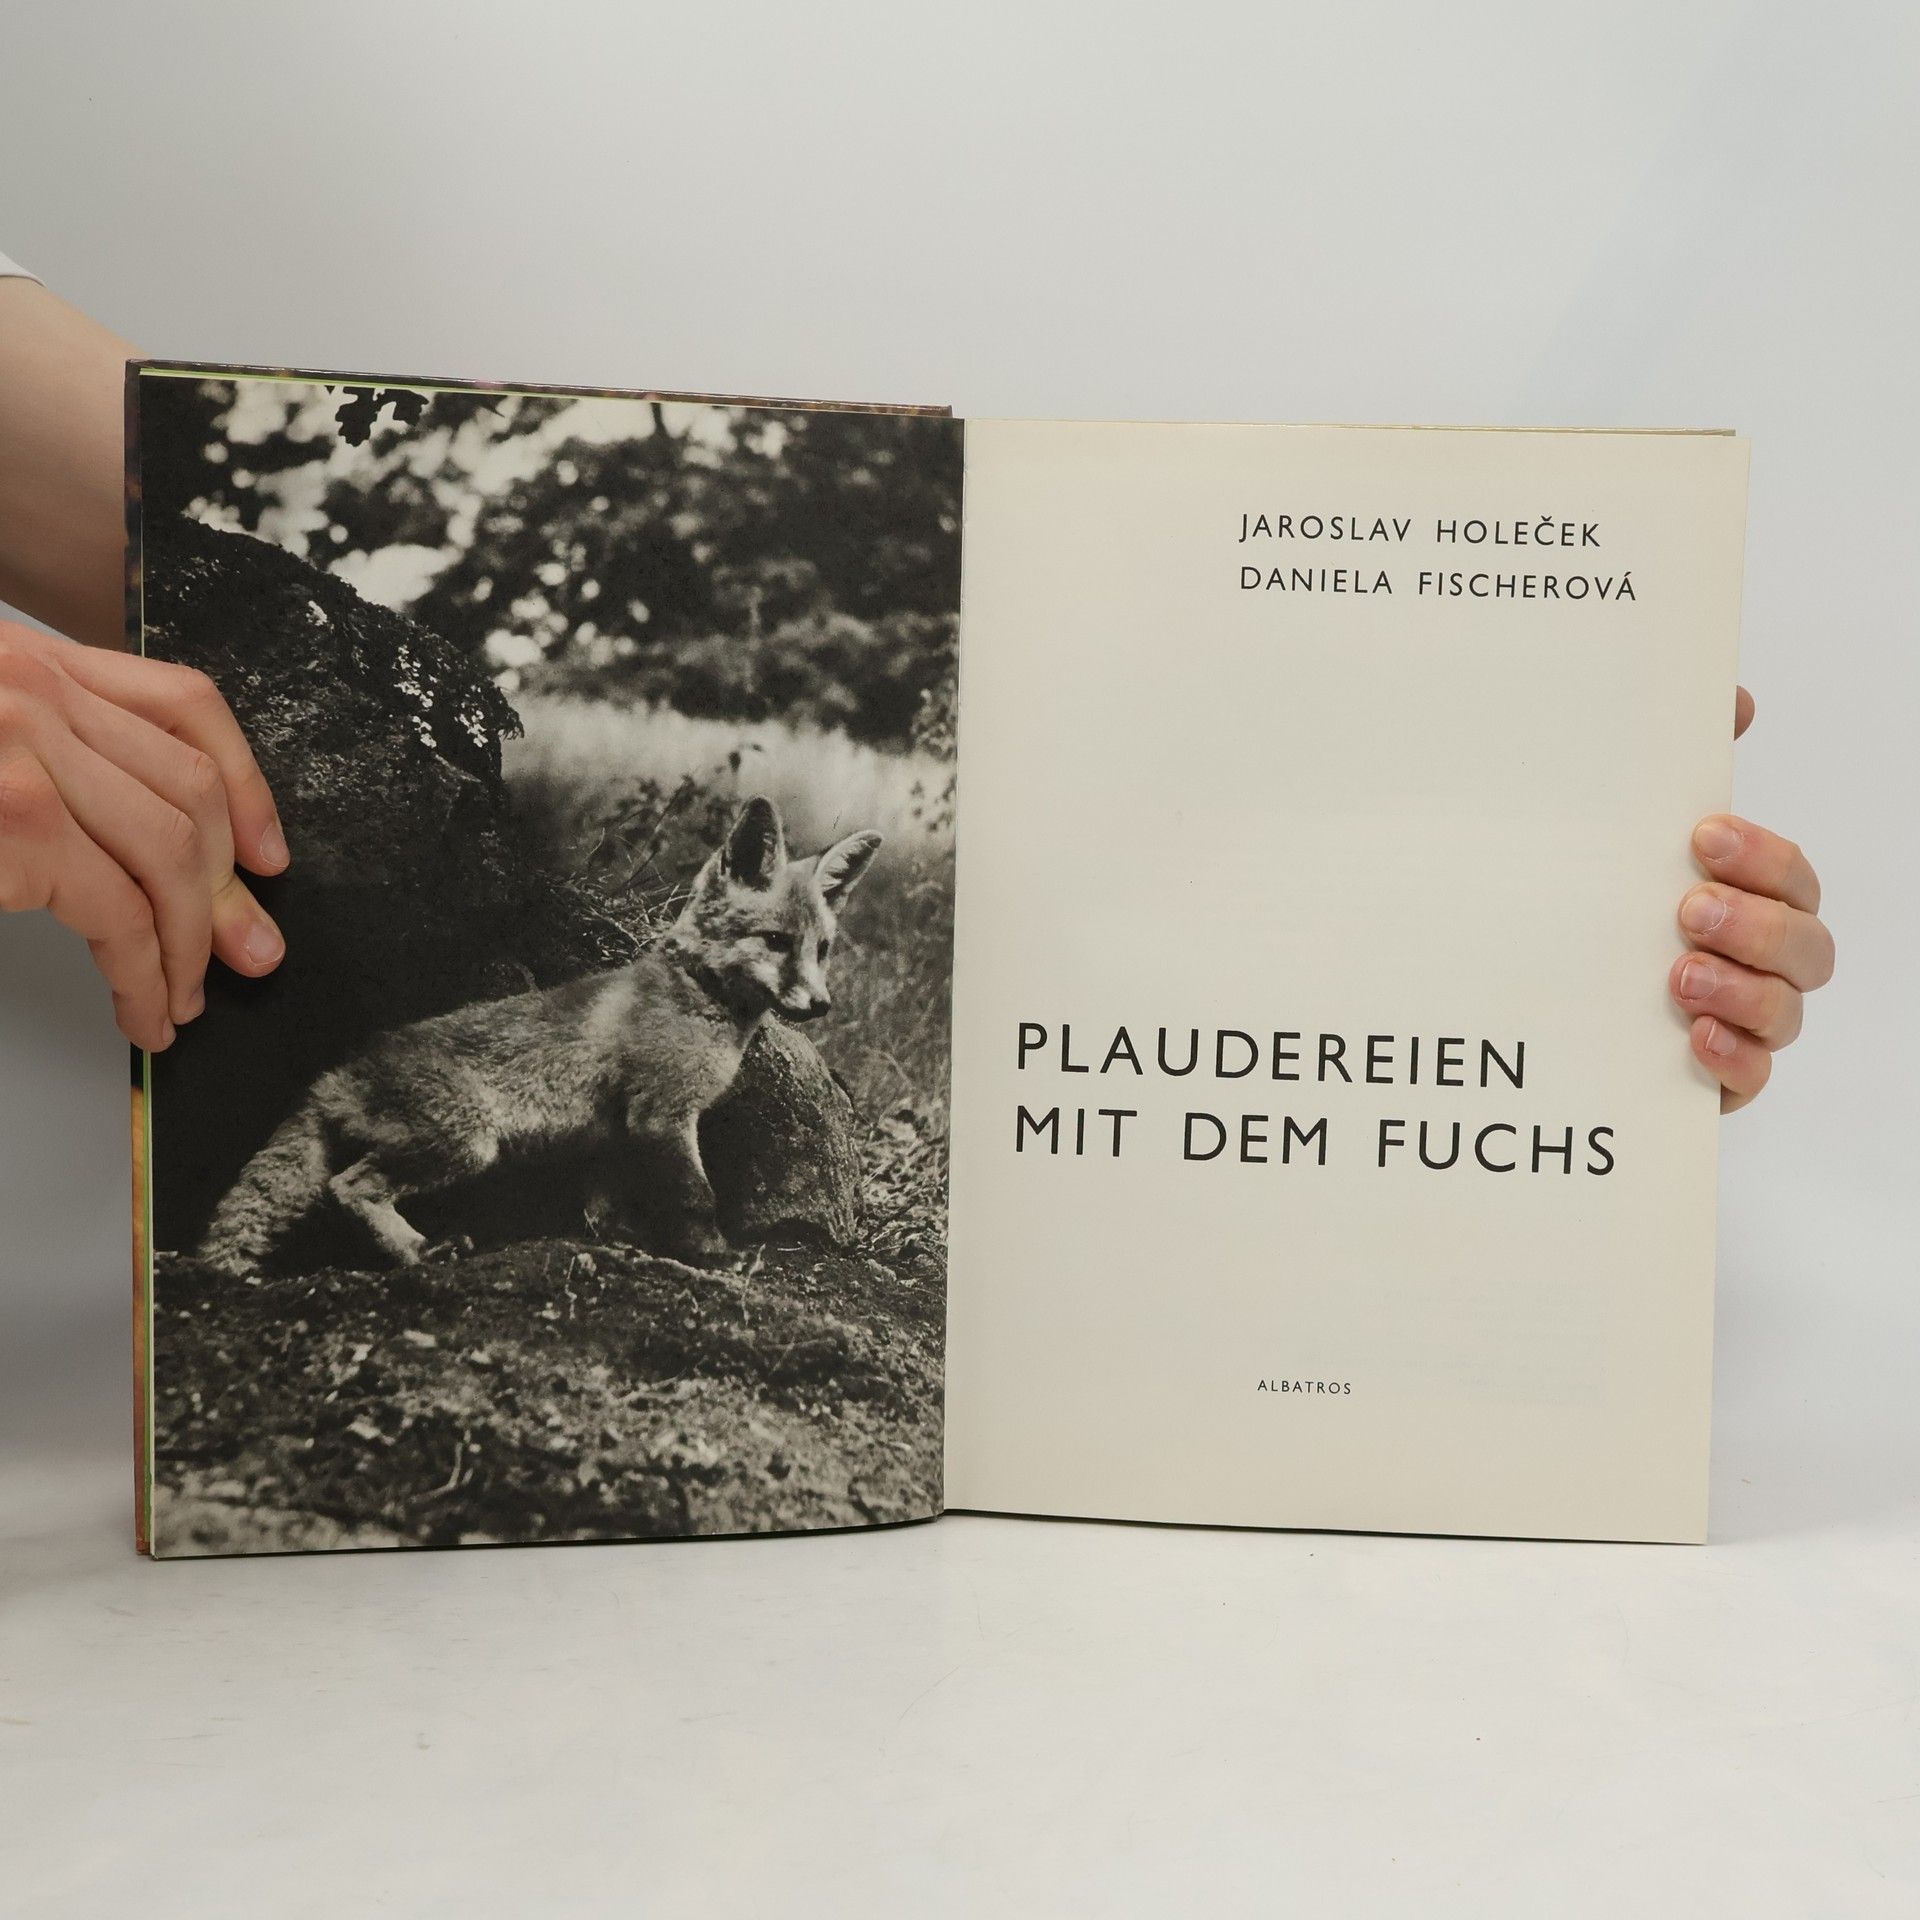 JAROSLAV HOLEČEK
DANIELA FISCHEROVÁ
PLAUDEREIEN
MIT DEM FUCHS
ALBATROS